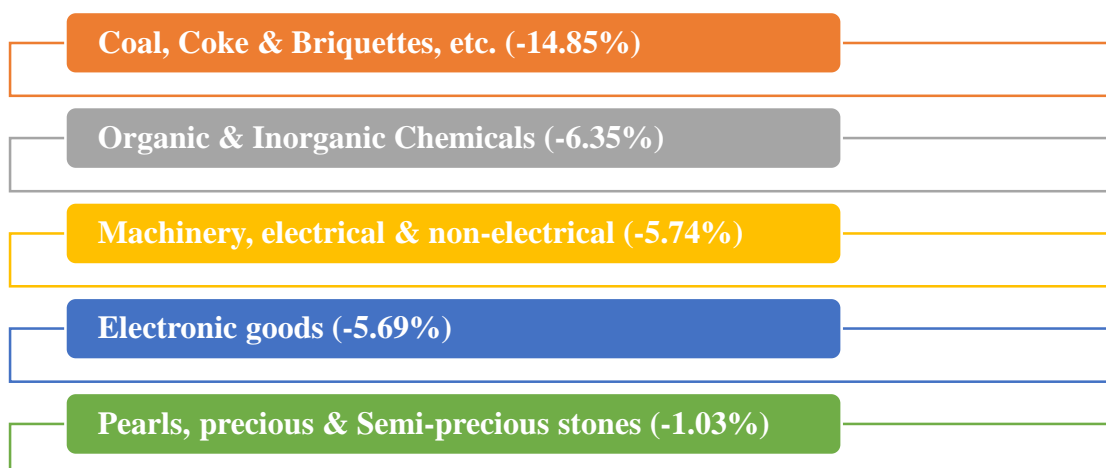 Coal, Coke & Briquettes, etc. (-14.85%)
Organic & Inorganic Chemicals (-6.35%)
Machinery, electrical & non-electrical (-5.74%)
Electronic goods (-5.69%)
Pearls, precious & Semi-precious stones (-1.03%)